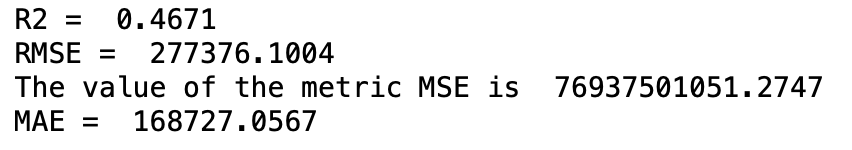 R2 =  0.4671
RMSE =  277376.1004
The value of the metric MSE is  76937501051.2747
MAE =  168727.0567